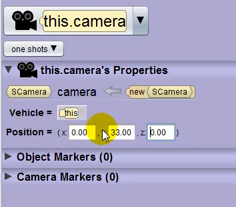 this.camera
one shots
this.camera's Properties
SCamera camera new SCamera
Vehicle = this
Position = (x: 0.00 , 33.00 , z: 0.00 )
Object Markers (0)
Camera Markers (0)